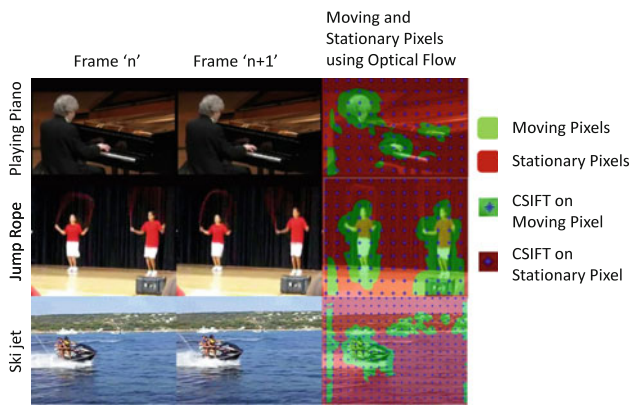 Moving and
Stationary Pixels
using Optical Flow
Frame ‘n’
Frame ‘n+1’
Playing Piano
Jump Rope
Ski jet
Moving Pixels
Stationary Pixels
CSIFT on
Moving Pixel
CSIFT on
Stationary Pixel